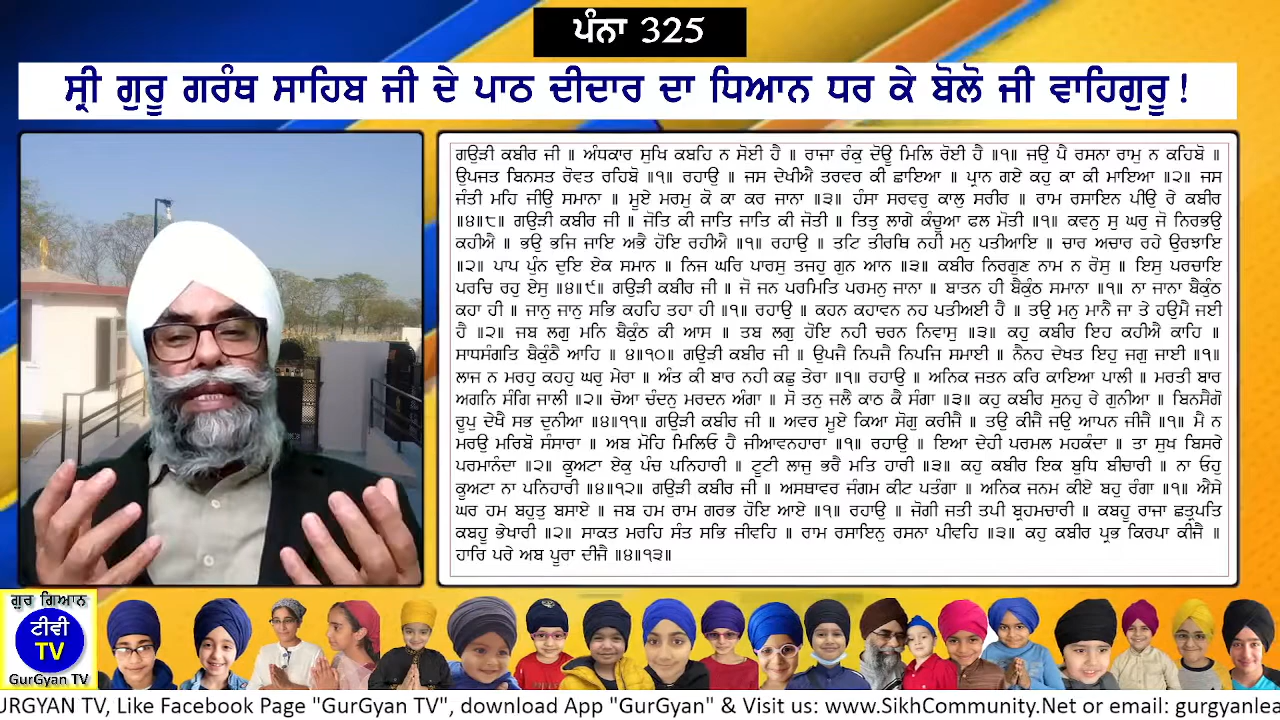 ਪੰਨਾ 325
ਸ੍ਰੀ ਗੁਰੂ ਗਰੰਥ ਸਾਹਿਬ ਜੀ ਦੇ ਪਾਠ ਦੀਦਾਰ ਦਾ ਧਿਆਨ ਧਰ ਕੇ ਬੋਲੋ ਜੀ ਵਾਹਿਗੁਰੂ!
ਗਉੜੀ ਕਬੀਰ ਜੀ ॥ ਅੰਧਕਾਰ ਸੁਖਿ ਕਬਹਿ ਨ ਸੋਈ ਹੈ ॥ ਰਾਜਾ ਰੰਕੁ ਦੋਊ ਮਿਲਿ ਰੋਈ ਹੈ ॥੧॥ ਜਉ ਪੈ ਰਸਨਾ ਰਾਮੁ ਨ ਕਹਿਬੋ ॥
ਉਪਜਤ ਬਿਨਸਤ ਰੋਵਤ ਰਹਿਬੋ ॥੧॥ ਰਹਾਉ ॥ ਜਸ ਦੇਖੀਐ ਤਰਵਰ ਕੀ ਛਾਇਆ ॥ ਪ੍ਰਾਨ ਗਏ ਕਹੁ ਕਾ ਕੀ ਮਾਇਆ ॥੨॥ ਜਸ
ਜੰਤੀ ਮਹਿ ਜੀਉ ਸਮਾਨਾ ॥ ਮੂਏ ਮਰਮੁ ਕੋ ਕਾ ਕਰ ਜਾਨਾ ॥੩॥ ਹੰਸਾ ਸਰਵਰੁ ਕਾਲੁ ਸਰੀਰ ॥ ਰਾਮ ਰਸਾਇਨ ਪੀਉ ਰੇ ਕਬੀਰ
॥੪॥੮॥ ਗਉੜੀ ਕਬੀਰ ਜੀ ॥ ਜੋਤਿ ਕੀ ਜਾਤਿ ਜਾਤਿ ਕੀ ਜੋਤੀ ॥ ਤਿਤੁ ਲਾਗੇ ਕੰਚੂਆ ਫਲ ਮੋਤੀ ॥੧॥ ਕਵਨੁ ਸੁ ਘਰੁ ਜੋ ਨਿਰਭਉ
ਕਹੀਐ ॥ ਭਉ ਭਜਿ ਜਾਇ ਅਭੈ ਹੋਇ ਰਹੀਐ ॥੧॥ ਰਹਾਉ ॥ ਤਟਿ ਤੀਰਥਿ ਨਹੀ ਮਨੁ ਪਤੀਆਇ ॥ ਚਾਰ ਅਚਾਰ ਰਹੇ ਉਰਝਾਇ
॥੨॥ ਪਾਪ ਪੁੰਨ ਦੁਇ ਏਕ ਸਮਾਨ ॥ ਨਿਜ ਘਰਿ ਪਾਰਸੁ ਤਜਹੁ ਗੁਨ ਆਨ ॥੩॥ ਕਬੀਰ ਨਿਰਗੁਣ ਨਾਮ ਨ ਰੋਸੁ ॥ ਇਸੁ ਪਰਚਾਇ
ਪਰਚਿ ਰਹੁ ਏਸੁ ॥੪॥੯॥ ਗਉੜੀ ਕਬੀਰ ਜੀ ॥ ਜੋ ਜਨ ਪਰਮਿਤਿ ਪਰਮਨੁ ਜਾਨਾ ॥ ਬਾਤਨ ਹੀ ਬੈਕੁੰਠ ਸਮਾਨਾ ॥੧॥ ਨਾ ਜਾਨਾ ਬੈਕੁੰਠ
ਕਹਾ ਹੀ ॥ ਜਾਨੁ ਜਾਨੁ ਸਭਿ ਕਹਹਿ ਤਹਾ ਹੀ ॥੧॥ ਰਹਾਉ ॥ ਕਹਨ ਕਹਾਵਨ ਨਹ ਪਤੀਅਈ ਹੈ ॥ ਤਉ ਮਨੁ ਮਾਨੈ ਜਾ ਤੇ ਹਉਮੈ ਜਈ
ਹੈ ॥੨॥ ਜਬ ਲਗੁ ਮਨਿ ਬੈਕੁੰਠ ਕੀ ਆਸ ॥ ਤਬ ਲਗੁ ਹੋਇ ਨਹੀ ਚਰਨ ਨਿਵਾਸੁ ॥੩॥ ਕਹੁ ਕਬੀਰ ਇਹ ਕਹੀਐ ਕਾਹਿ ॥
ਸਾਧਸੰਗਤਿ ਬੈਕੁੰਠੈ ਆਹਿ ॥ ੪॥੧੦॥ ਗਉੜੀ ਕਬੀਰ ਜੀ ॥ ਉਪਜੈ ਨਿਪਜੈ ਨਿਪਜਿ ਸਮਾਈ ॥ ਨੈਨਹ ਦੇਖਤ ਇਹੁ ਜਗੁ ਜਾਈ ॥੧॥
ਲਾਜ ਨ ਮਰਹੁ ਕਹਹੁ ਘਰੁ ਮੇਰਾ ॥ ਅੰਤ ਕੀ ਬਾਰ ਨਹੀ ਕਛੁ ਤੇਰਾ ॥੧॥ ਰਹਾਉ ॥ ਅਨਿਕ ਜਤਨ ਕਰਿ ਕਾਇਆ ਪਾਲੀ ॥ ਮਰਤੀ ਬਾਰ
ਅਗਨਿ ਸੰਗਿ ਜਾਲੀ ॥੨॥ ਚੋਆ ਚੰਦਨੁ ਮਰਦਨ ਅੰਗਾ ॥ ਸੋ ਤਨੁ ਜਲੈ ਕਾਠ ਕੈ ਸੰਗਾ ॥੩॥ ਕਹੁ ਕਬੀਰ ਸੁਨਹੁ ਰੇ ਗੁਨੀਆ ॥ ਬਿਨਸੈਗੋ
ਰੂਪੁ ਦੇਖੈ ਸਭ ਦੁਨੀਆ ॥੪॥੧੧॥ ਗਉੜੀ ਕਬੀਰ ਜੀ ॥ ਅਵਰ ਮੂਏ ਕਿਆ ਸੋਗੁ ਕਰੀਜੈ ॥ ਤਉ ਕੀਜੈ ਜਉ ਆਪਨ ਜੀਜੈ ॥੧॥ ਮੈ ਨ
ਮਰਉ ਮਰਿਬੋ ਸੰਸਾਰਾ ॥ ਅਬ ਮੋਹਿ ਮਿਲਿਓ ਹੈ ਜੀਆਵਨਹਾਰਾ ॥੧॥ ਰਹਾਉ ॥ ਇਆ ਦੇਹੀ ਪਰਮਲ ਮਹਕੰਦਾ ॥ ਤਾ ਸੁਖ ਬਿਸਰੇ
ਪਰਮਾਨੰਦਾ ॥੨॥ ਕੂਅਟਾ ਏਕੁ ਪੰਚ ਪਨਿਹਾਰੀ ॥ ਟੂਟੀ ਲਾਜੁ ਭਰੈ ਮਤਿ ਹਾਰੀ ॥੩॥ ਕਹੁ ਕਬੀਰ ਇਕ ਬੁਧਿ ਬੀਚਾਰੀ ॥ ਨਾ ਓਹੁ
ਕੂਅਟਾ ਨਾ ਪਨਿਹਾਰੀ ॥੪॥੧੨॥ ਗਉੜੀ ਕਬੀਰ ਜੀ ॥ ਅਸਥਾਵਰ ਜੰਗਮ ਕੀਟ ਪਤੰਗਾ ॥ ਅਨਿਕ ਜਨਮ ਕੀਏ ਬਹੁ ਰੰਗਾ ॥੧॥ ਐਸੇ
ਘਰ ਹਮ ਬਹੁਤੁ ਬਸਾਏ ॥ ਜਬ ਹਮ ਰਾਮ ਗਰਭ ਹੋਇ ਆਏ ॥੧॥ ਰਹਾਉ ॥ ਜੋਗੀ ਜਤੀ ਤਪੀ ਬ੍ਰਹਮਚਾਰੀ ॥ ਕਬਹੂ ਰਾਜਾ ਛਤ੍ਰਪਤਿ
ਕਬਹੂ ਭੇਖਾਰੀ ॥੨॥ ਸਾਕਤ ਮਰਹਿ ਸੰਤ ਸਭਿ ਜੀਵਹਿ ॥ ਰਾਮ ਰਸਾਇਨੁ ਰਸਨਾ ਪੀਵਹਿ ॥੩॥ ਕਹੁ ਕਬੀਰ ਪ੍ਰਭ ਕਿਰਪਾ ਕੀਜੈ ॥
ਹਾਰਿ ਪਰੇ ਅਬ ਪੂਰਾ ਦੀਜੈ ॥੪॥੧੩॥
ਗੁਰ ਗਿਆਨ
ਟੀਵੀ
TV
GurGyan TV
URGYAN TV, Like Facebook Page "GurGyan TV", download App "GurGyan" & Visit us: www.SikhCommunity.Net or email: gurgyanlea